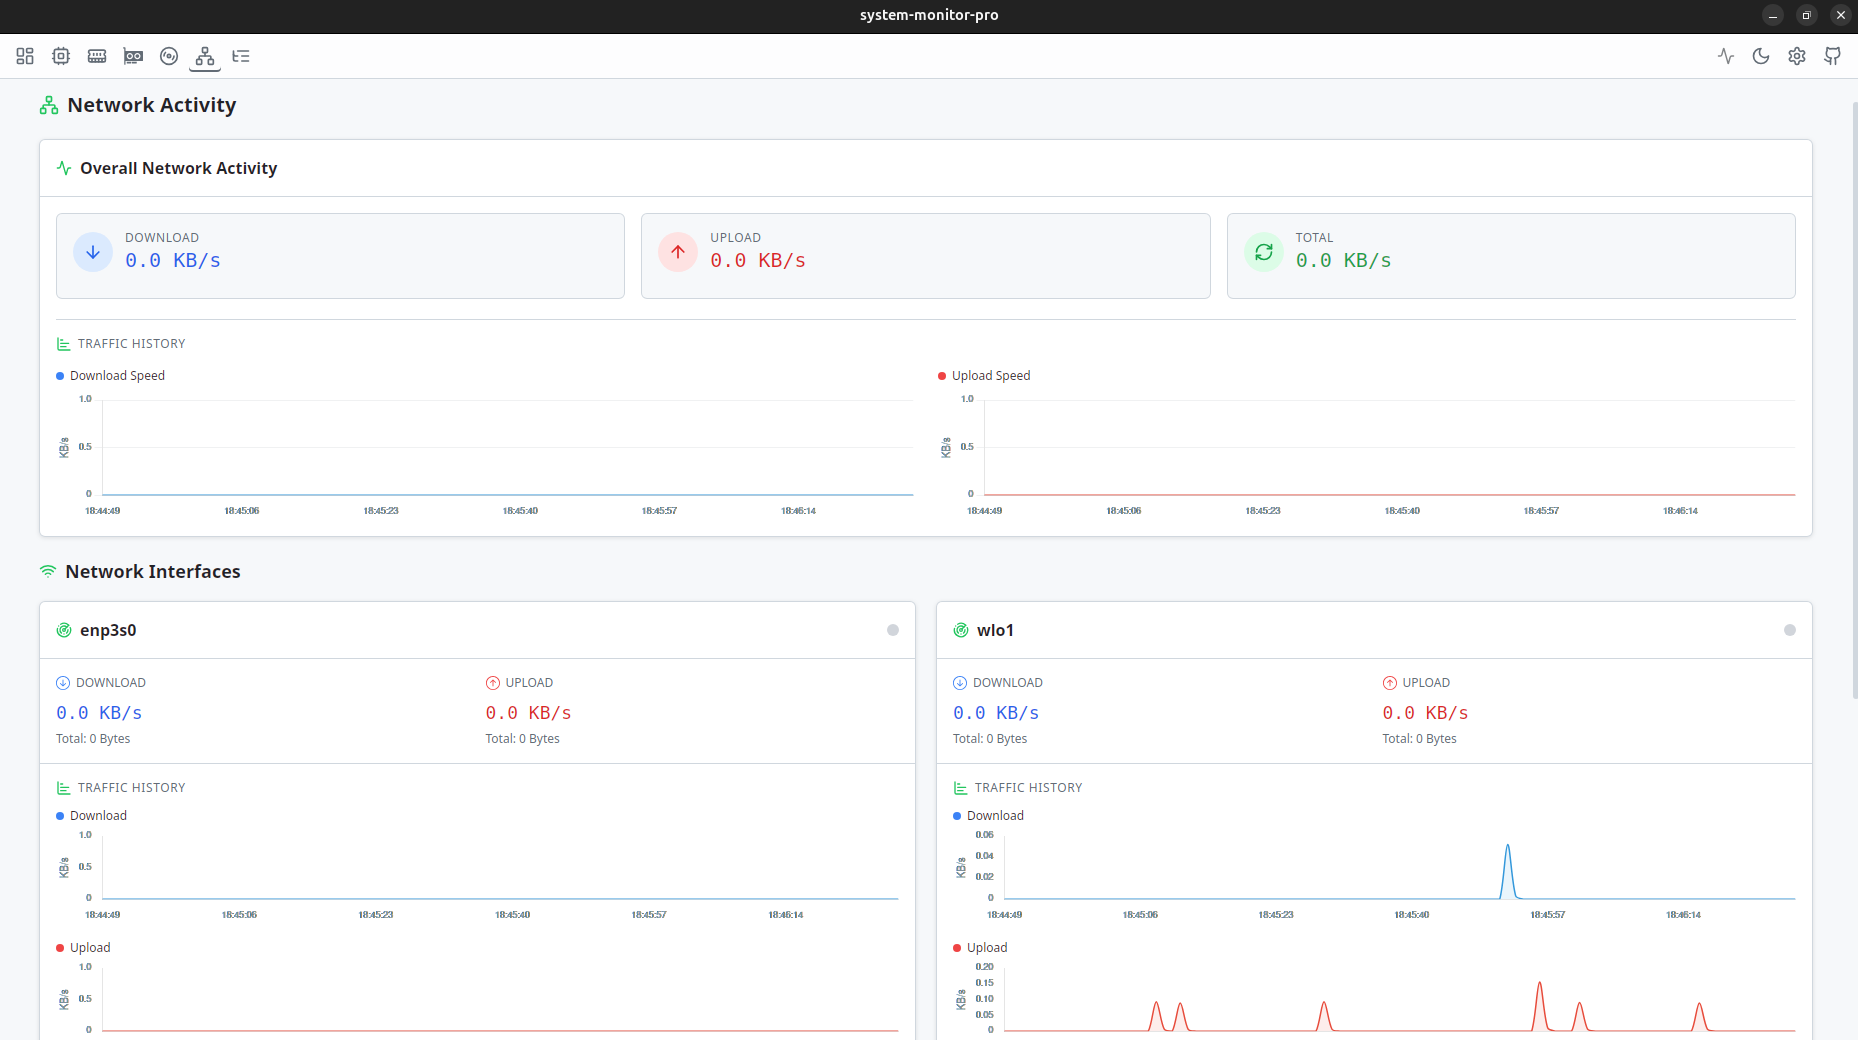 system-monitor-pro
Network Activity
Overall Network Activity
DOWNLOAD
0.0 KB/s
UPLOAD
0.0 KB/s
TOTAL
0.0 KB/s
TRAFFIC HISTORY
Download Speed
1.0
0.5
0
KB/s
18:44:49 18:45:06 18:45:23 18:45:40 18:45:57 18:46:14
Upload Speed
1.0
0.5
0
KB/s
18:44:49 18:45:06 18:45:23 18:45:40 18:45:57 18:46:14
Network Interfaces
enp3s0
DOWNLOAD
0.0 KB/s
Total: 0 Bytes
UPLOAD
0.0 KB/s
Total: 0 Bytes
TRAFFIC HISTORY
Download
1.0
0.5
0
KB/s
18:44:49 18:45:06 18:45:23 18:45:40 18:45:57 18:46:14
Upload
1.0
0.5
0
KB/s
wlo1
DOWNLOAD
0.0 KB/s
Total: 0 Bytes
UPLOAD
0.0 KB/s
Total: 0 Bytes
TRAFFIC HISTORY
Download
0.06
0.04
0.02
0
KB/s
18:44:49 18:45:06 18:45:23 18:45:40 18:45:57 18:46:14
Upload
0.20
0.15
0.10
0.05
0
KB/s